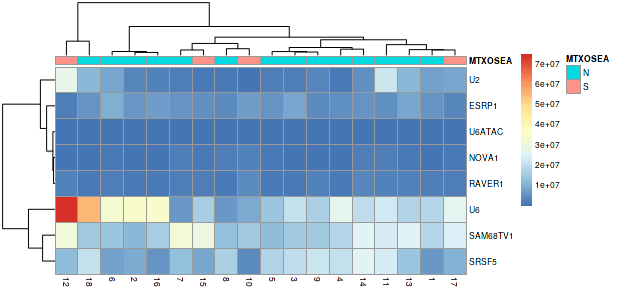 MTXOSEA
U2
ESRP1
U6ATAC
NOVA1
RAVER1
U6
SAM68TV1
SRSF5
12 18 6 2 16 7 15 8 10 5 3 9 4 14 11 13 1 17
7e+07
6e+07
5e+07
4e+07
3e+07
2e+07
1e+07
MTXOSEA
N
S